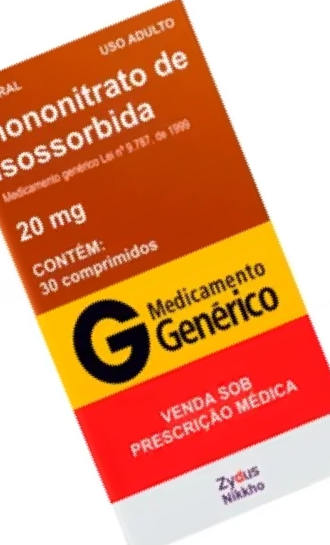 RAL
USO ADULTO
mononitrato de
isossorbida
Medicamento genérico Lei nº 9.787, de 1999
20 mg
CONTÉM:
30 comprimidos
G Medicamento
Genérico
VENDA SOB
PRESCRIÇÃO MÉDICA
Zydus
Nikkho